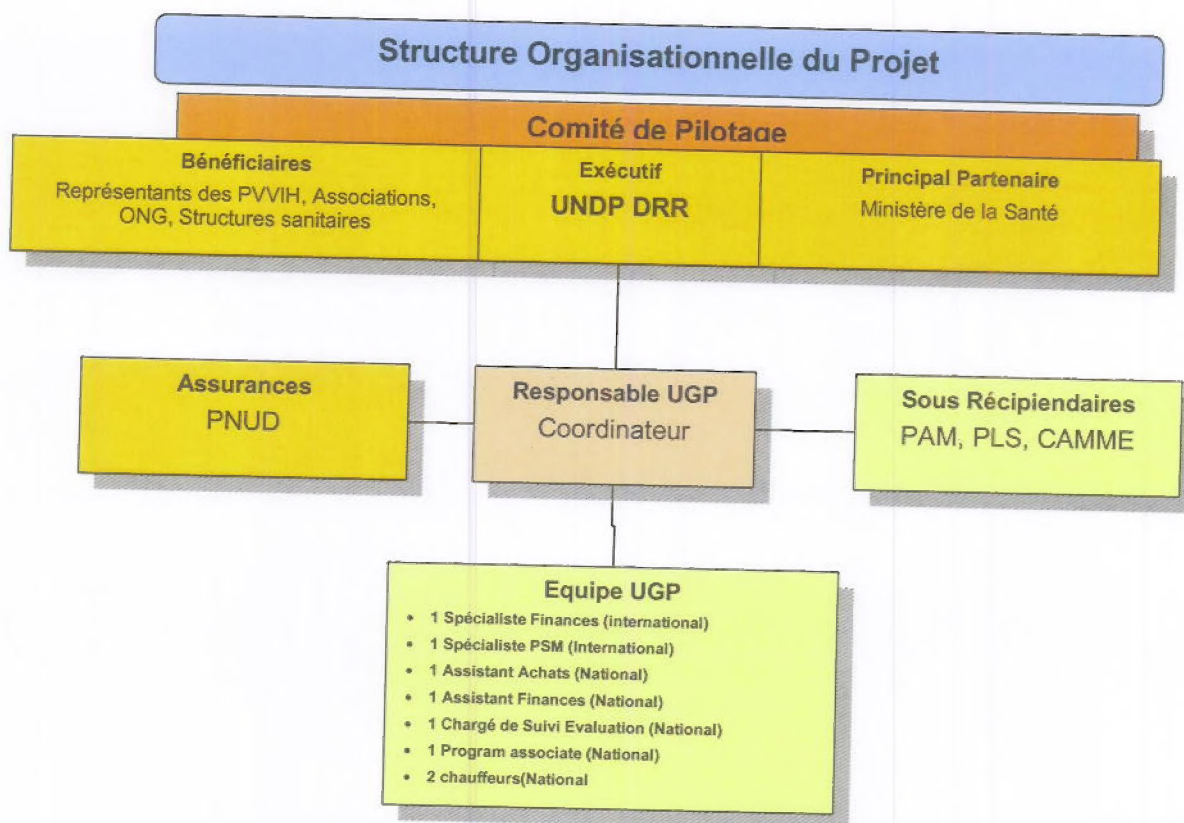 Structure Organisationnelle du Projet
Comité de Pilotage
Bénéficiaires
Représentants des PVVIH, Associations,
ONG, Structures sanitaires
Exécutif
UNDP DRR
Principal Partenaire
Ministère de la Santé
Assurances
PNUD
Responsable UGP
Coordinateur
Sous Récipiendaires
PAM, PLS, CAMME
Equipe UGP
• 1 Spécialiste Finances (international)
• 1 Spécialiste PSM (International)
• 1 Assistant Achats (National)
• 1 Assistant Finances (National)
• 1 Chargé de Suivi Evaluation (National)
• 1 Program associate (National)
• 2 chauffeurs(National